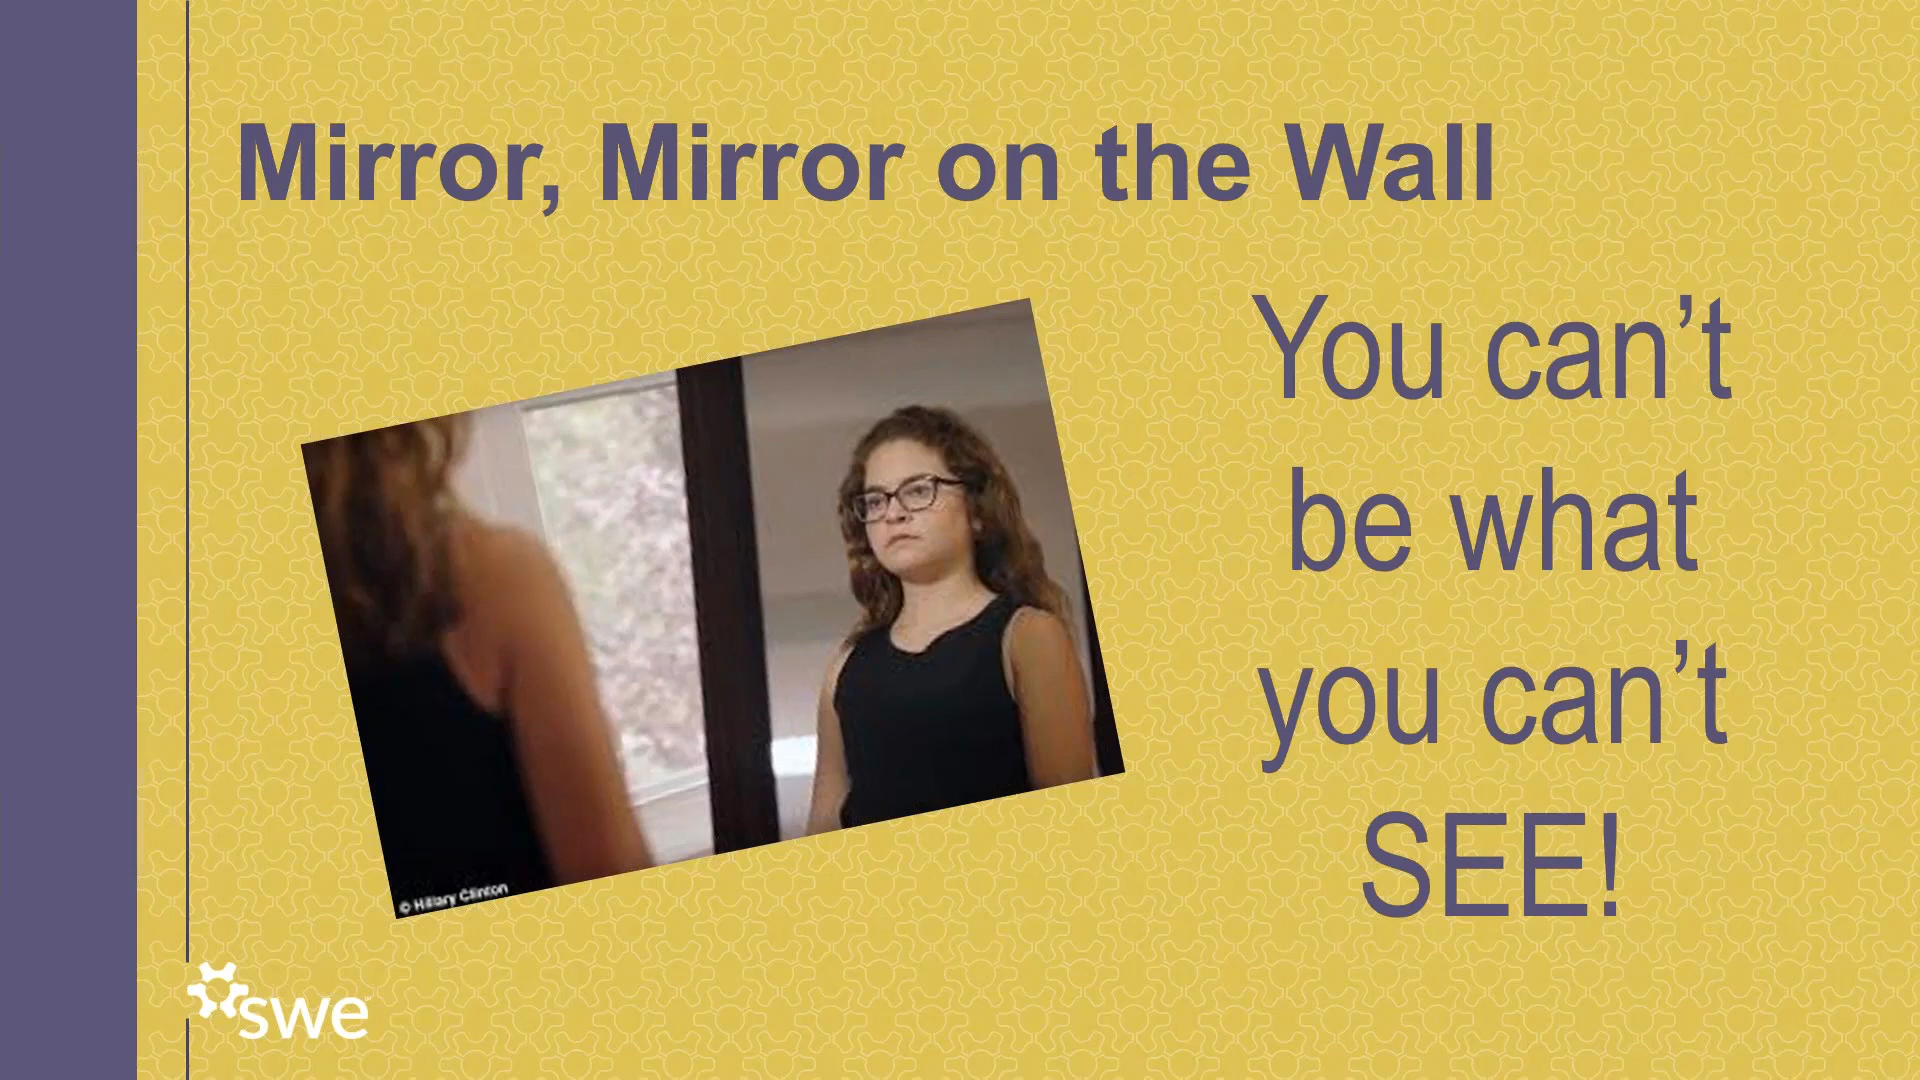 Mirror, Mirror on the Wall
You can’t
be what
you can’t
SEE!
© Hillary Clinton
swe